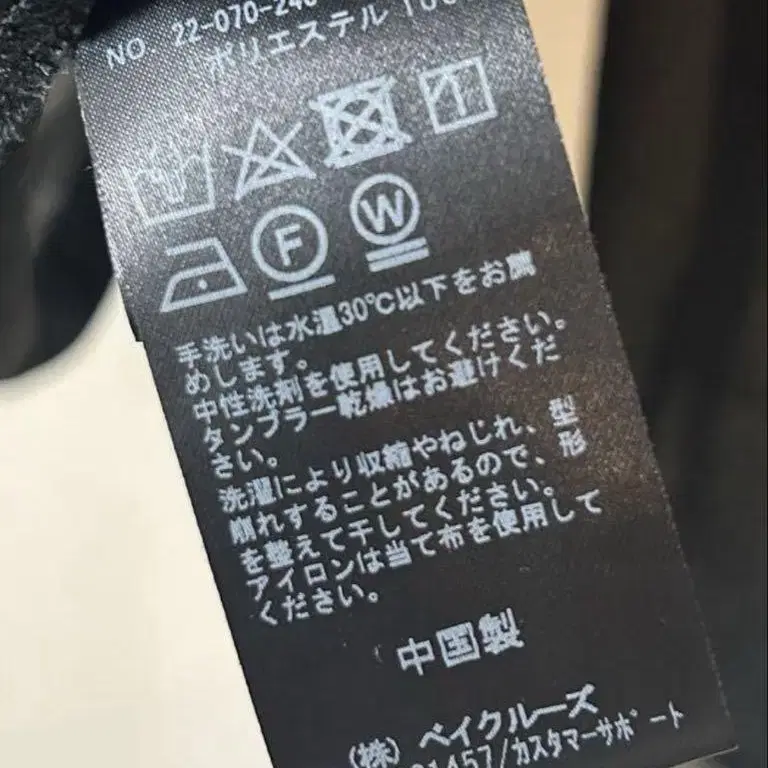 NO. 22-070-240
ポリエステル 100
F
W
手洗いは水温30℃以下をお薦
めします。
中性洗剤を使用してください。
タンブラー乾燥はお避けくだ
さい。
洗濯により収縮やねじれ、型
崩れすることがあるので、形
を整えて干してください。
アイロンは当て布を使用して
ください。
中国製
(株) ベイクルーズ
1457/カスタマーサポート